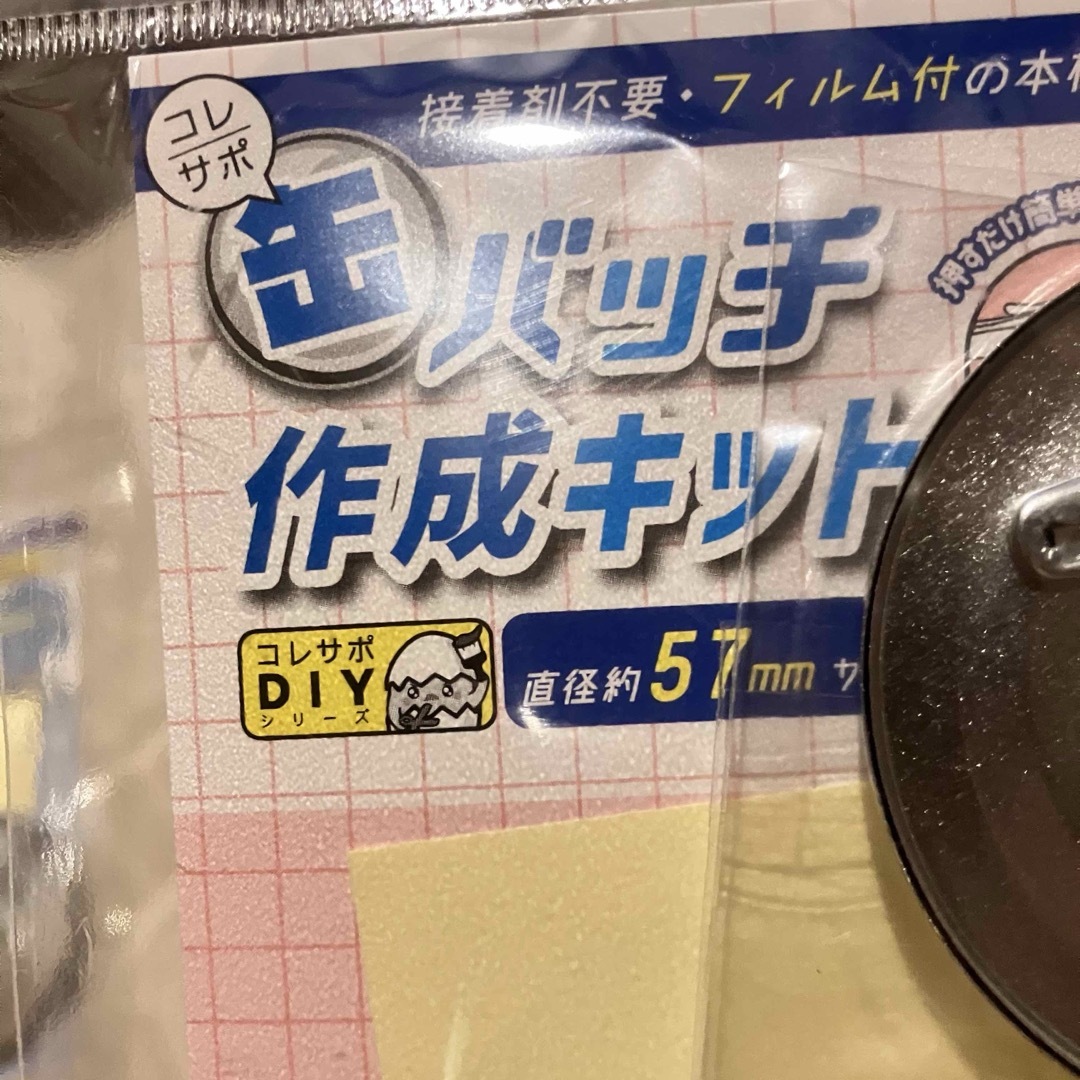 接着剤不要・フィルム付の本
コレ
サポ
缶バッチ
押すだけ簡単
作成キット
コレサポ
DIY
シリーズ
直径約57mm サ